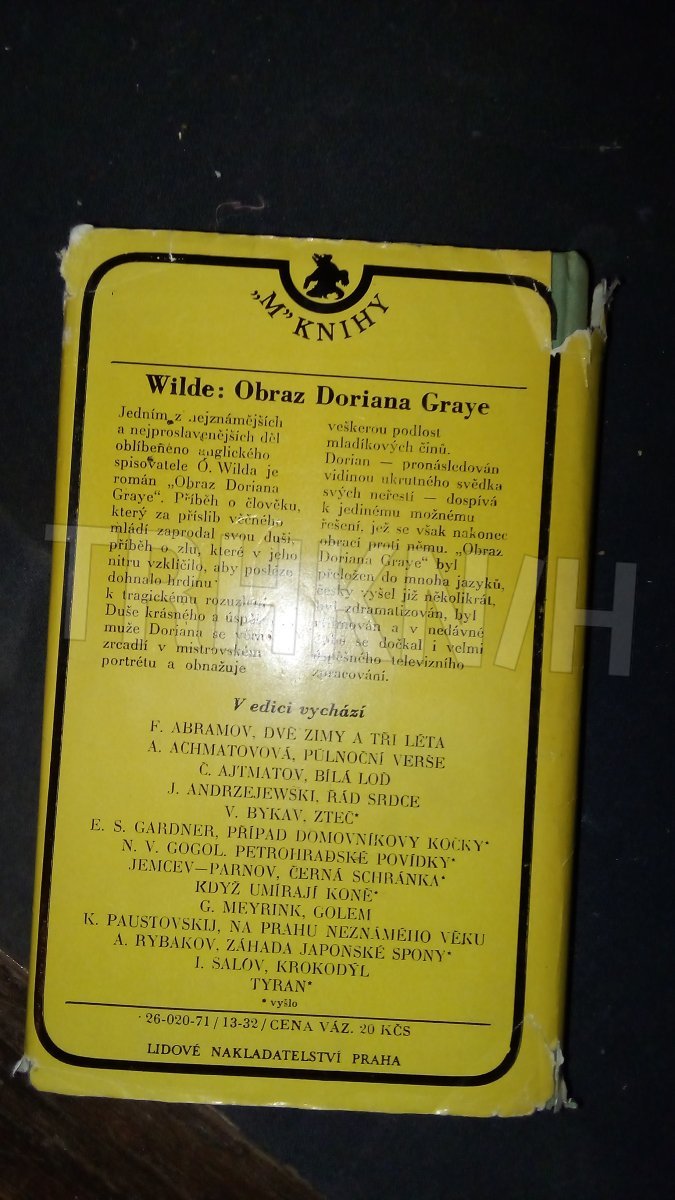 „M” KNIHY
Wilde: Obraz Doriana Graye
Jedním z nejznámějších
a nejproslavenějších děl
oblíbeného anglického
spisovatele O. Wilda je
román „Obraz Doriana
Graye“. Příběh o člověku,
který za příslib věčného
mládí zaprodal svou duši,
příběh o zlu, které v jeho
nitru vzklíčilo, aby posléze
dohnalo hrdinu
k tragickému
Duše krásného a
muže Doriana se
zrcadlí v mistrovském
portrétu a obnažuje
veškerou podlost
mladíkových činů.
Dorian — pronásledován
vidinou ukrutného svědka
svých neřestí — dospívá
k jedinému možnému
řešení, jež se však nakonec
obrací proti němu. „Obraz
Doriana Graye“ byl
přeložen do mnoha jazyků,
česky vyšel již několikrát,
byl zdramatizován, byl
a v nedávné
se dočkal i velmi
úspěšného televizního
zpracování.
V edici vychází
F. ABRAMOV, DVĚ ZIMY A TŘI LÉTA
A. ACHMATOVOVÁ, PŮLNOČNÍ VERŠE
Č. AJTMATOV, BÍLÁ LOĎ
J. ANDRZEJEWSKI, ŘÁD SRDCE
V. BYKAV, ZTEČ*
E. S. GARDNER, PŘÍPAD DOMOVNÍKOVY KOČKY*
N. V. GOGOL, PETROHRADSKÉ POVÍDKY*
JEMCEV—PARNOV, ČERNÁ SCHRÁNKA*
KDYŽ UMÍRAJÍ KONĚ*
G. MEYRINK, GOLEM
K. PAUSTOVSKIJ, NA PRAHU NEZNÁMÉHO VĚKU
A. RYBAKOV, ZÁHADA JAPONSKÉ SPONY*
I. SALOV, KROKODÝL
TYRAN*
* vyšlo
26-020-71 / 13-32 / CENA VÁZ. 20 KČS
LIDOVÉ NAKLADATELSTVÍ PRAHA